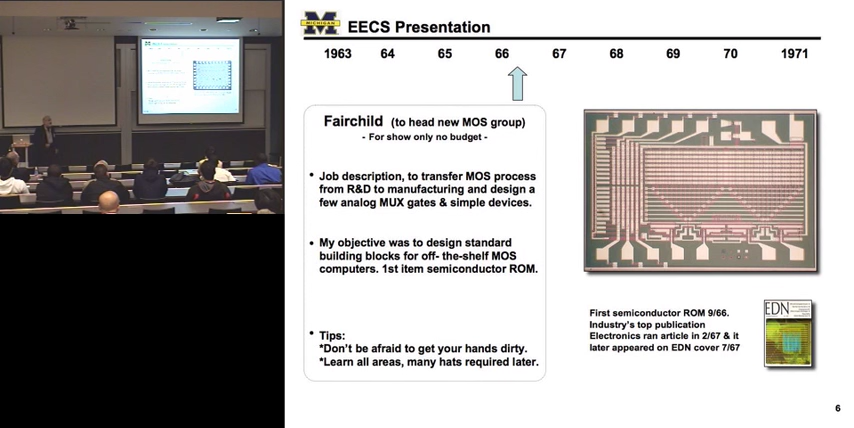 MICHIGAN
EECS Presentation
1963 64 65 66 67 68 69 70 1971
Fairchild (to head new MOS group)
- For show only no budget -
• Job description, to transfer MOS process
from R&D to manufacturing and design a
few analog MUX gates & simple devices.
• My objective was to design standard
building blocks for off- the-shelf MOS
computers. 1st item semiconductor ROM.
• Tips:
*Don't be afraid to get your hands dirty.
*Learn all areas, many hats required later.
First semiconductor ROM 9/66.
Industry's top publication
Electronics ran article in 2/67 & it
later appeared on EDN cover 7/67
EDN
6